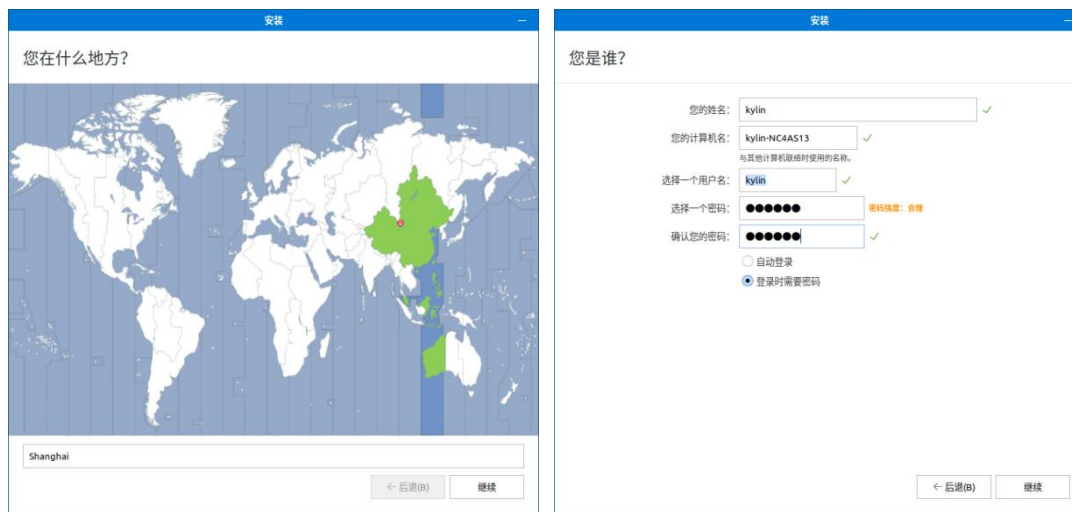 安装
您在什么地方？
Shanghai
← 后退(B)
继续
安装
您是谁？
您的姓名： kylin
您的计算机名： kylin-NC4AS13
与其他计算机联络时使用的名称。
选择一个用户名： kylin
选择一个密码： ●●●●●● 密码强度：合理
确认您的密码： ●●●●●●
自动登录
登录时需要密码
← 后退(B)
继续